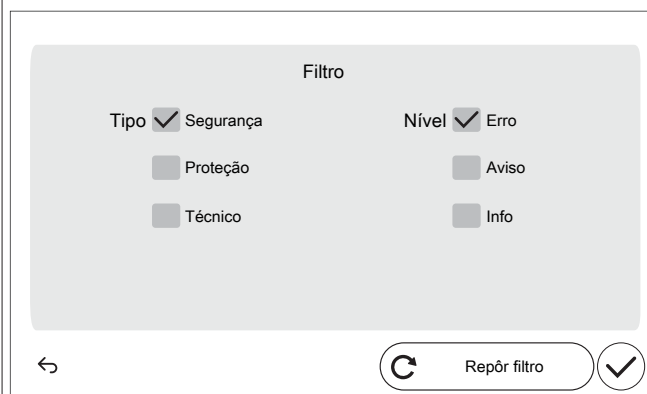 Filtro
Tipo Segurança Nível Erro
Proteção Aviso
Técnico Info
Repôr filtro